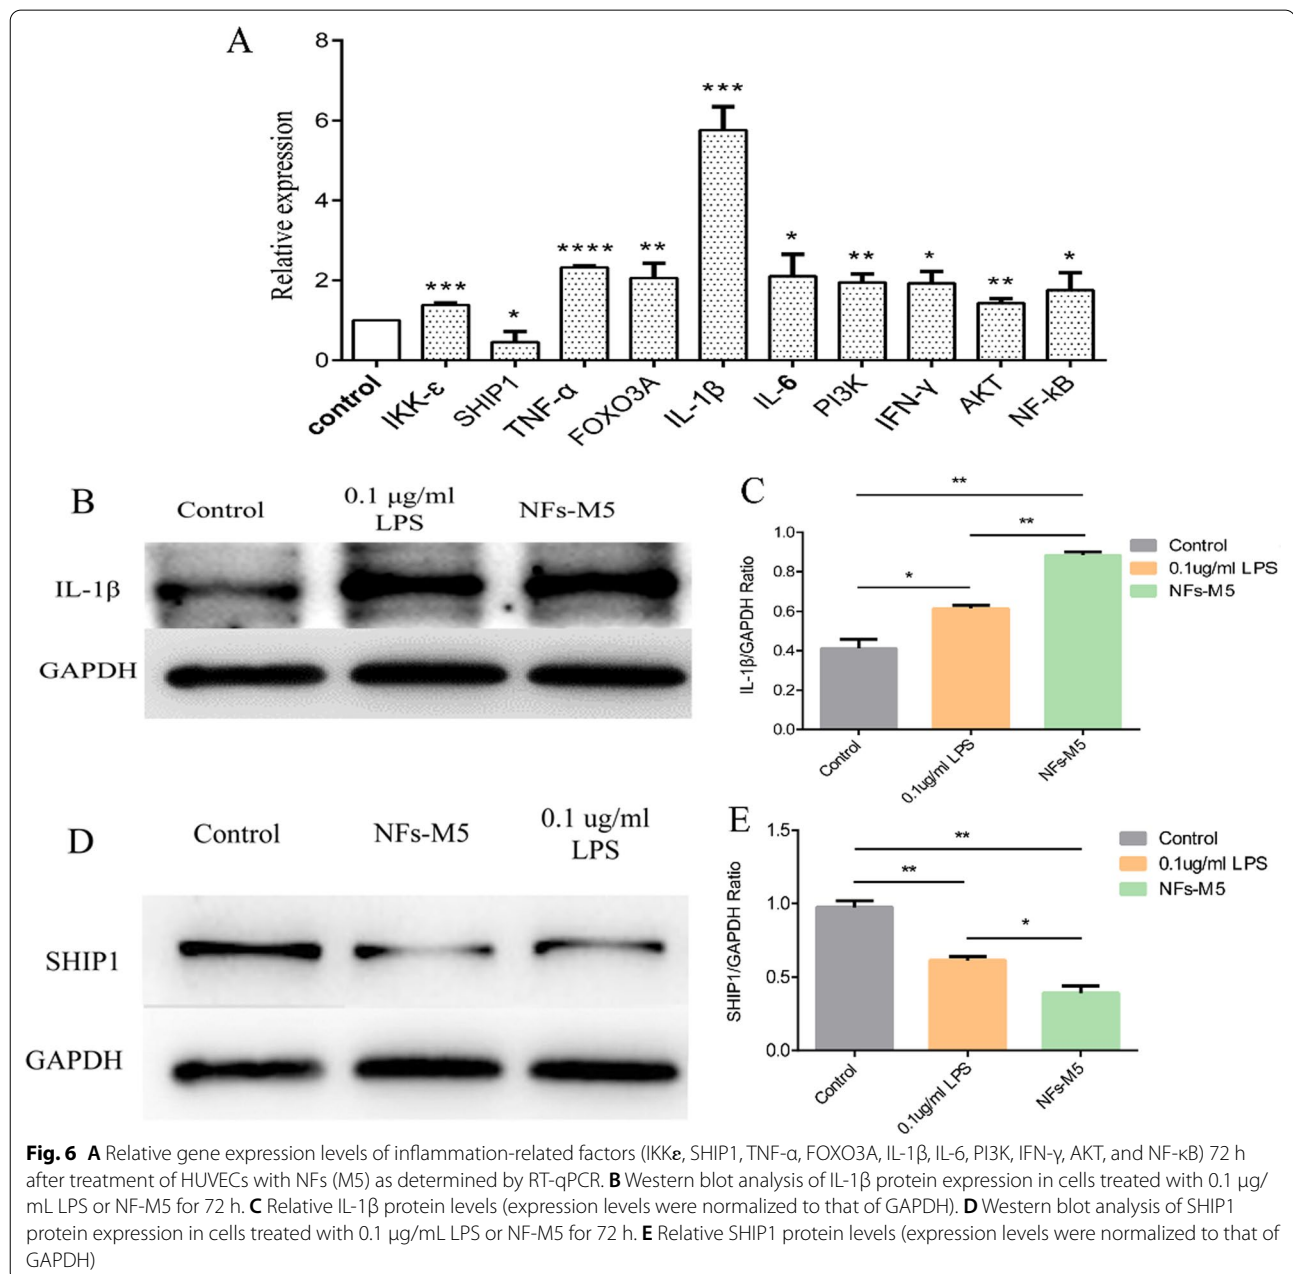 A
8
6
4
2
0
Relative expression
***
*
****
**
***
*
**
*
**
*
control
IKK-ε
SHIP1
TNF-α
FOXO3A
IL-1β
IL-6
PI3K
IFN-γ
AKT
NF-kB
B
Control
0.1 μg/ml
LPS
NFs-M5
IL-1β
GAPDH
C
IL-1β/GAPDH Ratio
1.0
0.8
0.6
0.4
0.2
0.0
**
**
*
Control
0.1ug/ml LPS
NFs-M5
Control
0.1ug/ml LPS
NFs-M5
D
Control
NFs-M5
0.1 ug/ml
LPS
SHIP1
GAPDH
E
SHIP1/GAPDH Ratio
1.5
1.0
0.5
0.0
**
**
*
Control
0.1ug/ml LPS
NFs-M5
Control
0.1ug/ml LPS
NFs-M5
Fig. 6 A Relative gene expression levels of inflammation-related factors (IKKε, SHIP1, TNF-α, FOXO3A, IL-1β, IL-6, PI3K, IFN-γ, AKT, and NF-κB) 72 h
after treatment of HUVECs with NFs (M5) as determined by RT-qPCR. B Western blot analysis of IL-1β protein expression in cells treated with 0.1 μg/
mL LPS or NF-M5 for 72 h. C Relative IL-1β protein levels (expression levels were normalized to that of GAPDH). D Western blot analysis of SHIP1
protein expression in cells treated with 0.1 μg/mL LPS or NF-M5 for 72 h. E Relative SHIP1 protein levels (expression levels were normalized to that of
GAPDH)